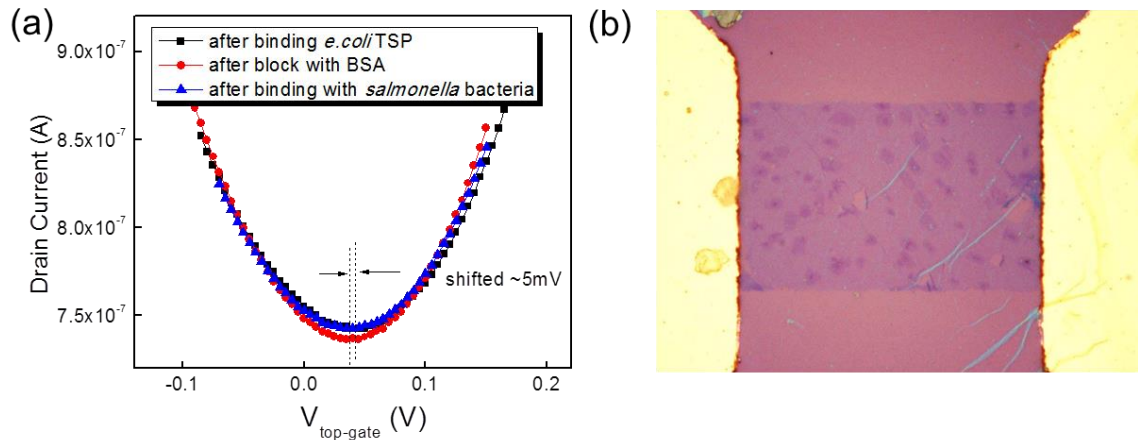 (a)
9.0x10⁻⁷
8.5x10⁻⁷
8.0x10⁻⁷
7.5x10⁻⁷
Drain Current (A)
after binding e.coli TSP
after block with BSA
after binding with salmonella bacteria
shifted ~5mV
-0.1 0.0 0.1 0.2
V top-gate (V)
(b)